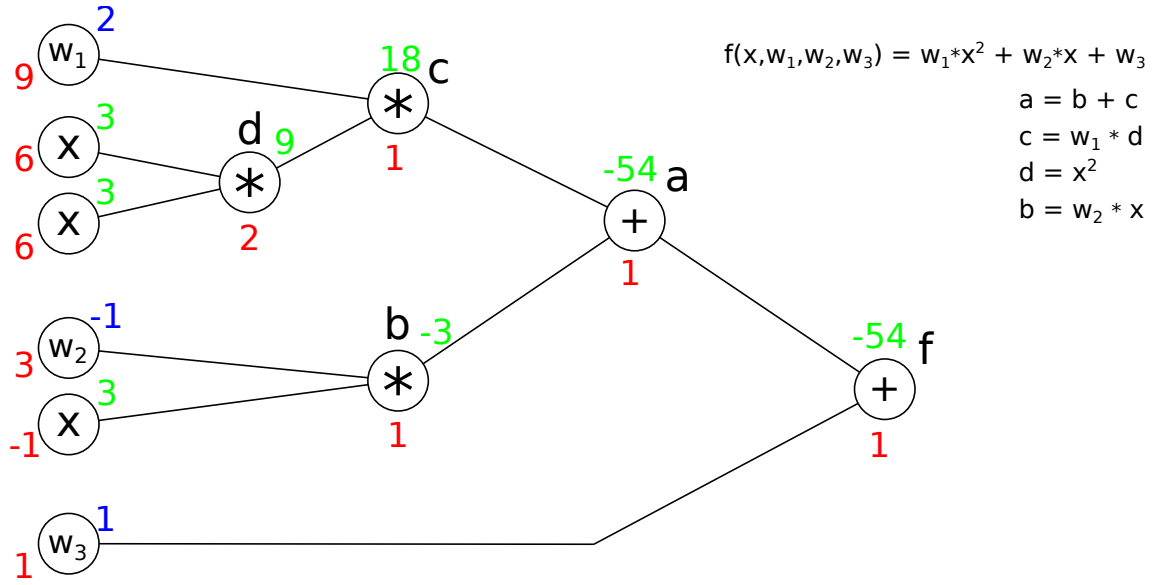 2
w₁
9
18
c
*
1
f(x,w₁,w₂,w₃) = w₁*x² + w₂*x + w₃
a = b + c
c = w₁ * d
d = x²
b = w₂ * x
3
x
6
d
9
*
2
3
x
6
-54
a
+
1
-1
w₂
3
b
-3
*
1
3
x
-1
-54
f
+
1
1
w₃
1